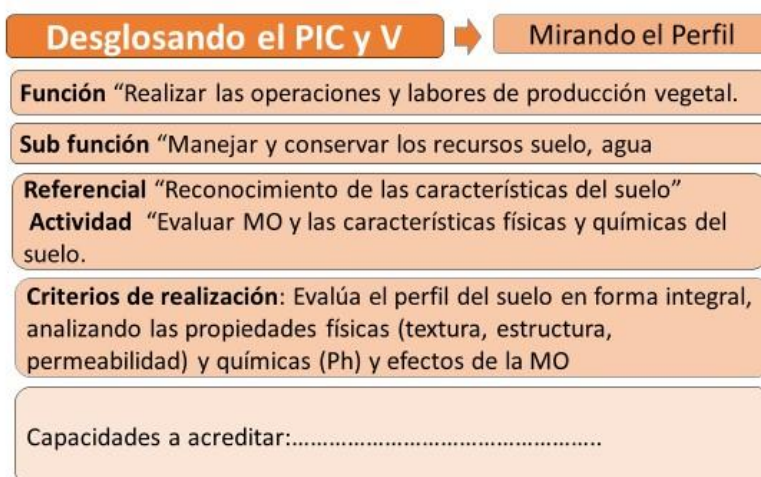 Desglosando el PIC y V
Mirando el Perfil
Función “Realizar las operaciones y labores de producción vegetal.
Sub función “Manejar y conservar los recursos suelo, agua
Referencial “Reconocimiento de las características del suelo”
Actividad “Evaluar MO y las características físicas y químicas del
suelo.
Criterios de realización: Evalúa el perfil del suelo en forma integral,
analizando las propiedades físicas (textura, estructura,
permeabilidad) y químicas (Ph) y efectos de la MO
Capacidades a acreditar:…………………………………………..